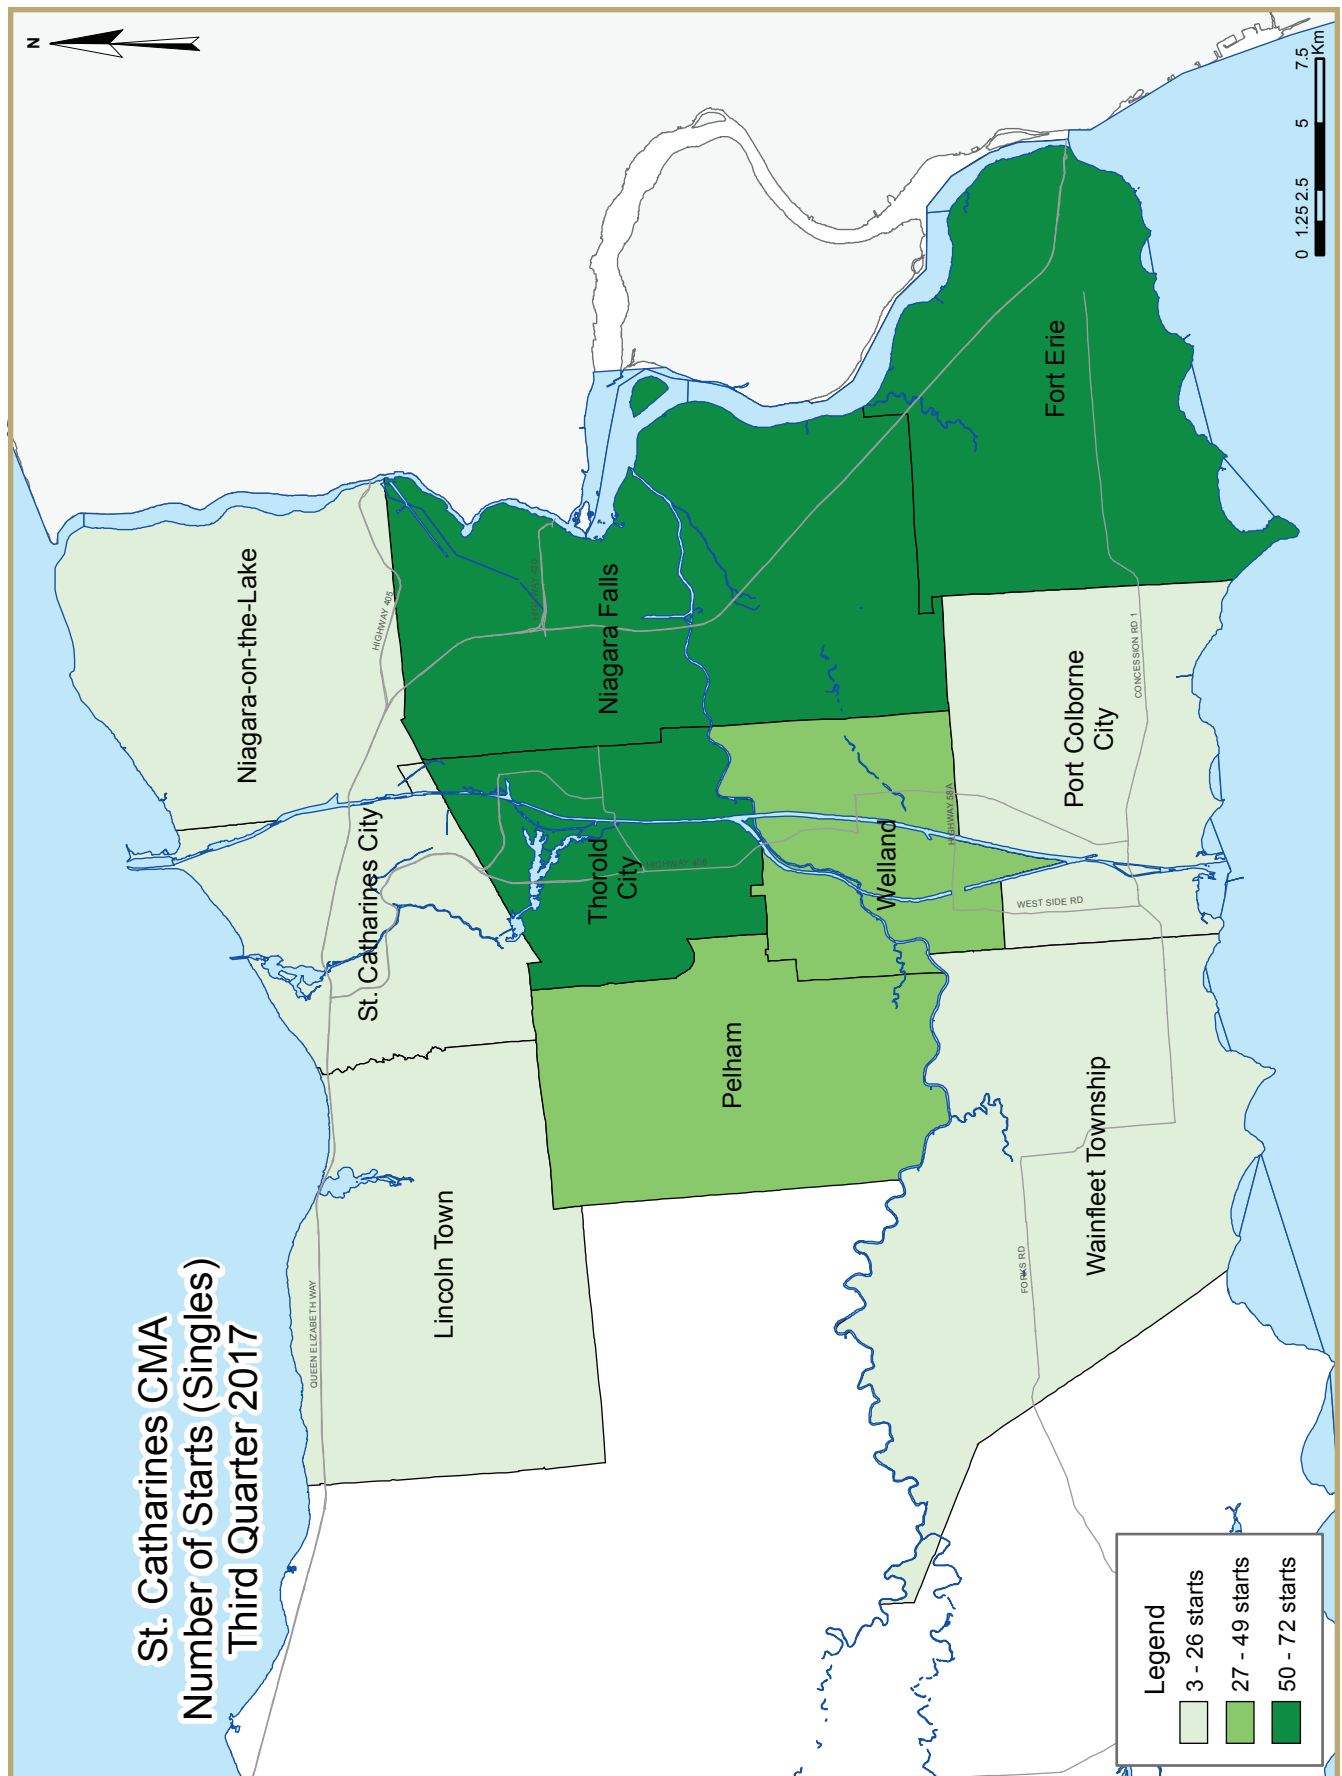 St. Catharines CMA
Number of Starts (Singles)
Third Quarter 2017
N
Niagara-on-the-Lake
HIGHWAY 405
St. Catharines City
QUEEN ELIZABETH WAY
Lincoln Town
Niagara Falls
Thorold
City
HIGHWAY 406
Pelham
Welland
HIGHWAY 58A
WEST SIDE RD
Port Colborne
City
CONCESSION RD 1
Fort Erie
Wainfleet Township
FORKS RD
Legend
3 - 26 starts
27 - 49 starts
50 - 72 starts
0 1.25 2.5 5 7.5
Km